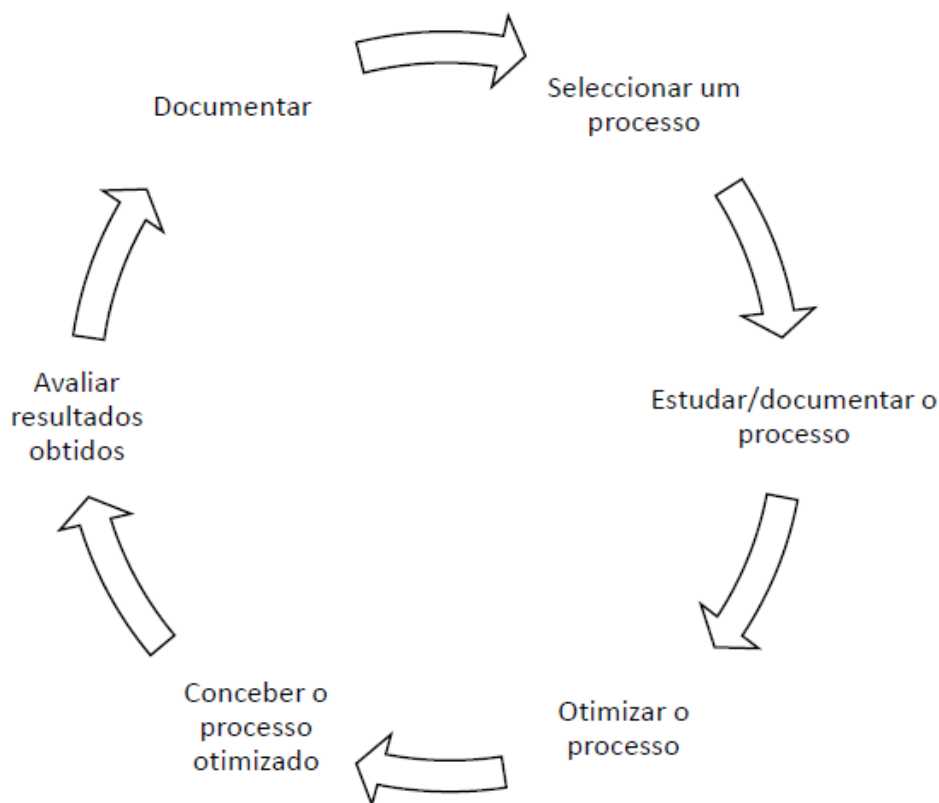 Documentar
Seleccionar um
processo
Estudar/documentar o
processo
Otimizar o
processo
Conceber o
processo
otimizado
Avaliar
resultados
obtidos